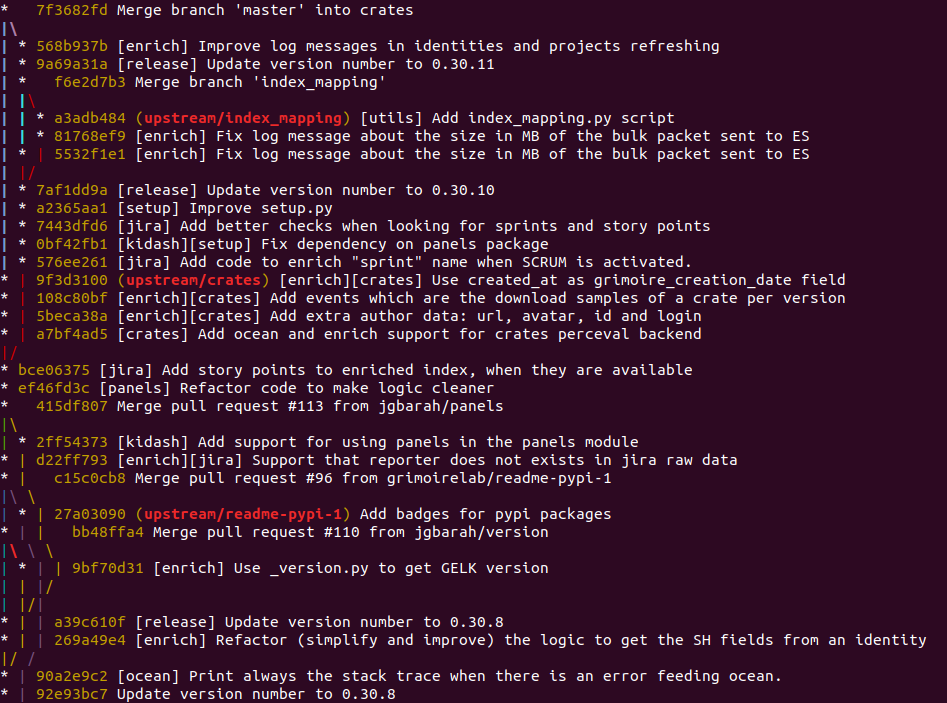 *   7f3682fd Merge branch 'master' into crates
|\
| * 568b937b [enrich] Improve log messages in identities and projects refreshing
| * 9a69a31a [release] Update version number to 0.30.11
| *   f6e2d7b3 Merge branch 'index_mapping'
| |\
| | * a3adb484 (upstream/index_mapping) [utils] Add index_mapping.py script
| | * 81768ef9 [enrich] Fix log message about the size in MB of the bulk packet sent to ES
| * | 5532f1e1 [enrich] Fix log message about the size in MB of the bulk packet sent to ES
| |/
| * 7af1dd9a [release] Update version number to 0.30.10
| * a2365aa1 [setup] Improve setup.py
| * 7443dfd6 [jira] Add better checks when looking for sprints and story points
| * 0bf42fb1 [kidash][setup] Fix dependency on panels package
| * 576ee261 [jira] Add code to enrich "sprint" name when SCRUM is activated.
* | 9f3d3100 (upstream/crates) [enrich][crates] Use created_at as grimoire_creation_date field
* | 108c80bf [enrich][crates] Add events which are the download samples of a crate per version
* | 5beca38a [enrich][crates] Add extra author data: url, avatar, id and login
* | a7bf4ad5 [crates] Add ocean and enrich support for crates perceval backend
|/
* bce06375 [jira] Add story points to enriched index, when they are available
* ef46fd3c [panels] Refactor code to make logic cleaner
*   415df807 Merge pull request #113 from jgbarah/panels
|\
| * 2ff54373 [kidash] Add support for using panels in the panels module
* | d22ff793 [enrich][jira] Support that reporter does not exists in jira raw data
* |   c15c0cb8 Merge pull request #96 from grimoirelab/readme-pypi-1
|\ \
| * | 27a03090 (upstream/readme-pypi-1) Add badges for pypi packages
* | |   bb48ffa4 Merge pull request #110 from jgbarah/version
|\ \ \
| * | | 9bf70d31 [enrich] Use _version.py to get GELK version
| | |/
| |/|
* | | a39c610f [release] Update version number to 0.30.8
* | | 269a49e4 [enrich] Refactor (simplify and improve) the logic to get the SH fields from an identity
|/ /
* | 90a2e9c2 [ocean] Print always the stack trace when there is an error feeding ocean.
* | 92e93bc7 Update version number to 0.30.8